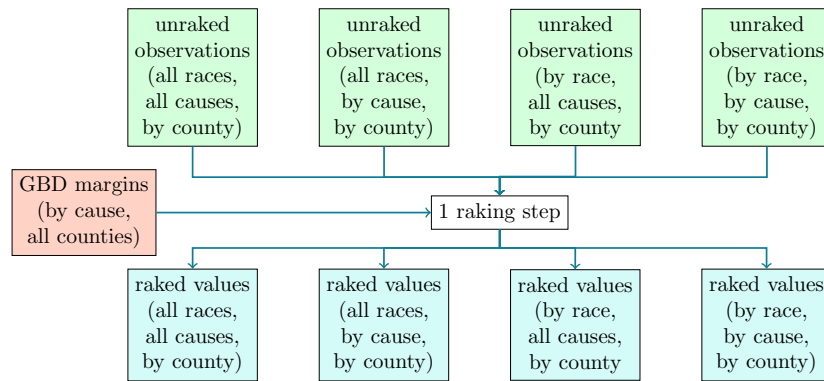 unraked
observations
(all races,
all causes,
by county)
unraked
observations
(all races,
by cause,
by county)
unraked
observations
(by race,
all causes,
by county
unraked
observations
(by race,
by cause,
by county)
GBD margins
(by cause,
all counties)
1 raking step
raked values
(all races,
all causes,
by county)
raked values
(all races,
by cause,
by county)
raked values
(by race,
all causes,
by county
raked values
(by race,
by cause,
by county)